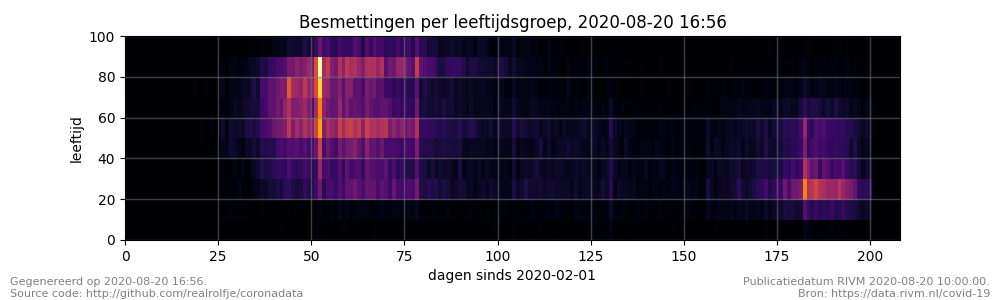 Besmettingen per leeftijdsgroep, 2020-08-20 16:56
100
80
60
40
20
0
leeftijd
0 25 50 75 100 125 150 175 200
dagen sinds 2020-02-01
Gegenereerd op 2020-08-20 16:56.
Source code: http://github.com/realrolfje/coronadata
Publicatiedatum RIVM 2020-08-20 10:00:00.
Bron: https://data.rivm.nl/covid-19